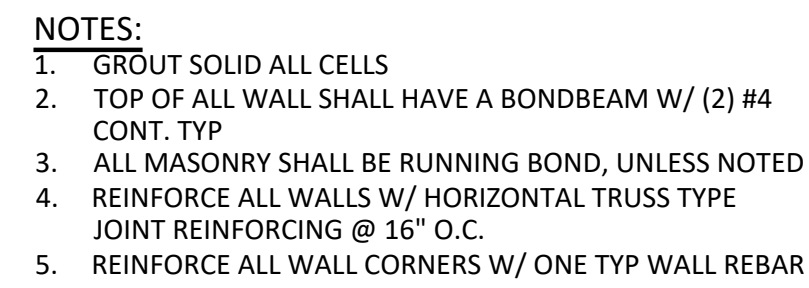 NOTES:
1. GROUT SOLID ALL CELLS
2. TOP OF ALL WALL SHALL HAVE A BONDBEAM W/ (2) #4
CONT. TYP
3. ALL MASONRY SHALL BE RUNNING BOND, UNLESS NOTED
4. REINFORCE ALL WALLS W/ HORIZONTAL TRUSS TYPE
JOINT REINFORCING @ 16" O.C.
5. REINFORCE ALL WALL CORNERS W/ ONE TYP WALL REBAR